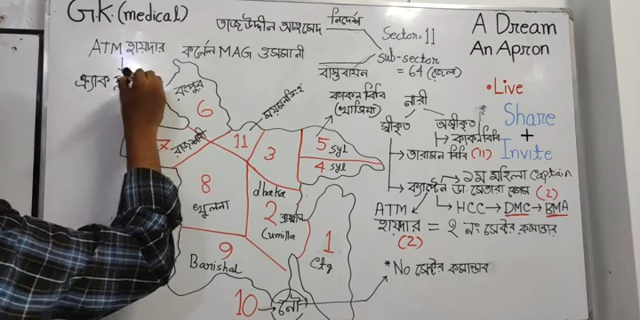 GK (medical)
তাজউদ্দীন আহমেদ
নির্দেশ
Sector - 11
Sub-sector
= 64
A Dream
An Apron
ATM হায়দার
কর্নেল MAG ওসমানী
বাস্তবায়ন
Live
Share
+
Invite
কাকন বিবি
(খাসিয়া)
নারী
স্বীকৃত
অস্বীকৃত
কাকন বিবি
তারামন বিবি (11)
ক্যাপ্টেন ডা সেতারা বেগম (2)
১ম মহিলা captain
HCC → DMC → BMA
ATM
হায়দার = ২ নং সেক্টর কমান্ডার
(2)
* No সেক্টর কমান্ডার
রংপুর
6
রাজশাহী
7
11
3
5 Syl
4 Syl
8
খুলনা
dhaka
2
Cumilla
1
Ctg
9
Barishal
10 → নৌ